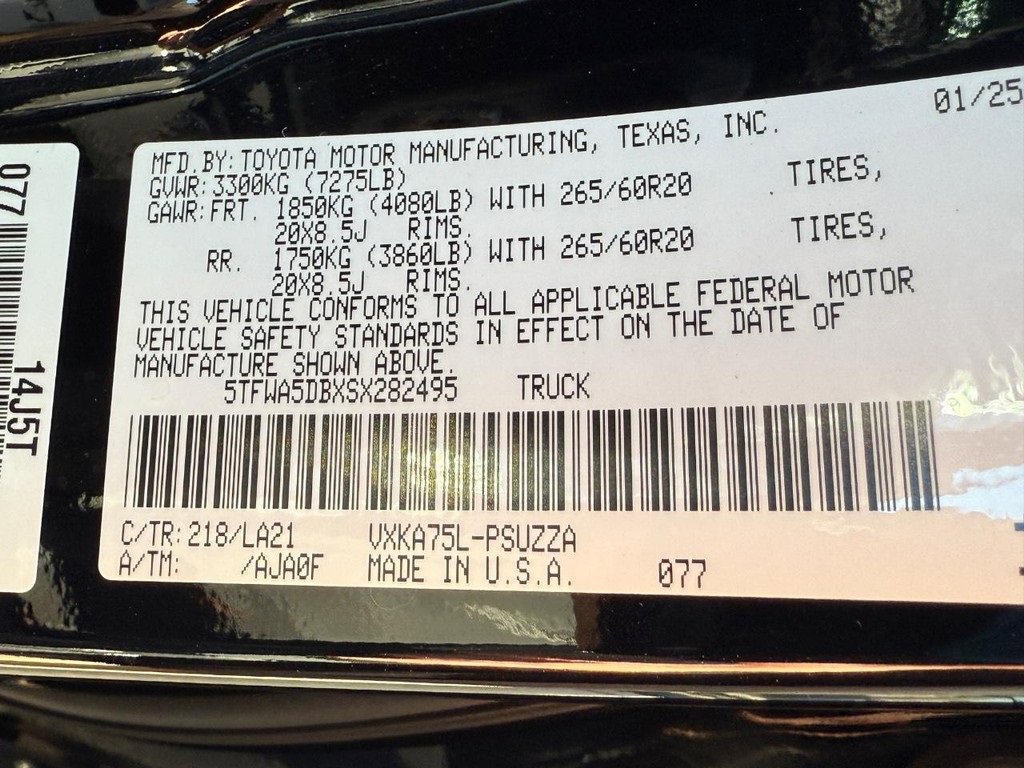 01/25
MFD.BY:TOYOTA MOTOR MANUFACTURING, TEXAS, INC.
GVWR:3300KG (7275LB)
GAWR:FRT. 1850KG (4080LB) WITH 265/60R20 TIRES,
20X8.5J RIMS.
RR. 1750KG (3860LB) WITH 265/60R20 TIRES,
20X8.5J RIMS.
THIS VEHICLE CONFORMS TO ALL APPLICABLE FEDERAL MOTOR
VEHICLE SAFETY STANDARDS IN EFFECT ON THE DATE OF
MANUFACTURE SHOWN ABOVE.
5TFWA5DBXSX282495 TRUCK
C/TR:218/LA21 VXKA75L-PSUZZA
A/TM: /AJA0F MADE IN U.S.A. 077
077
14J5T